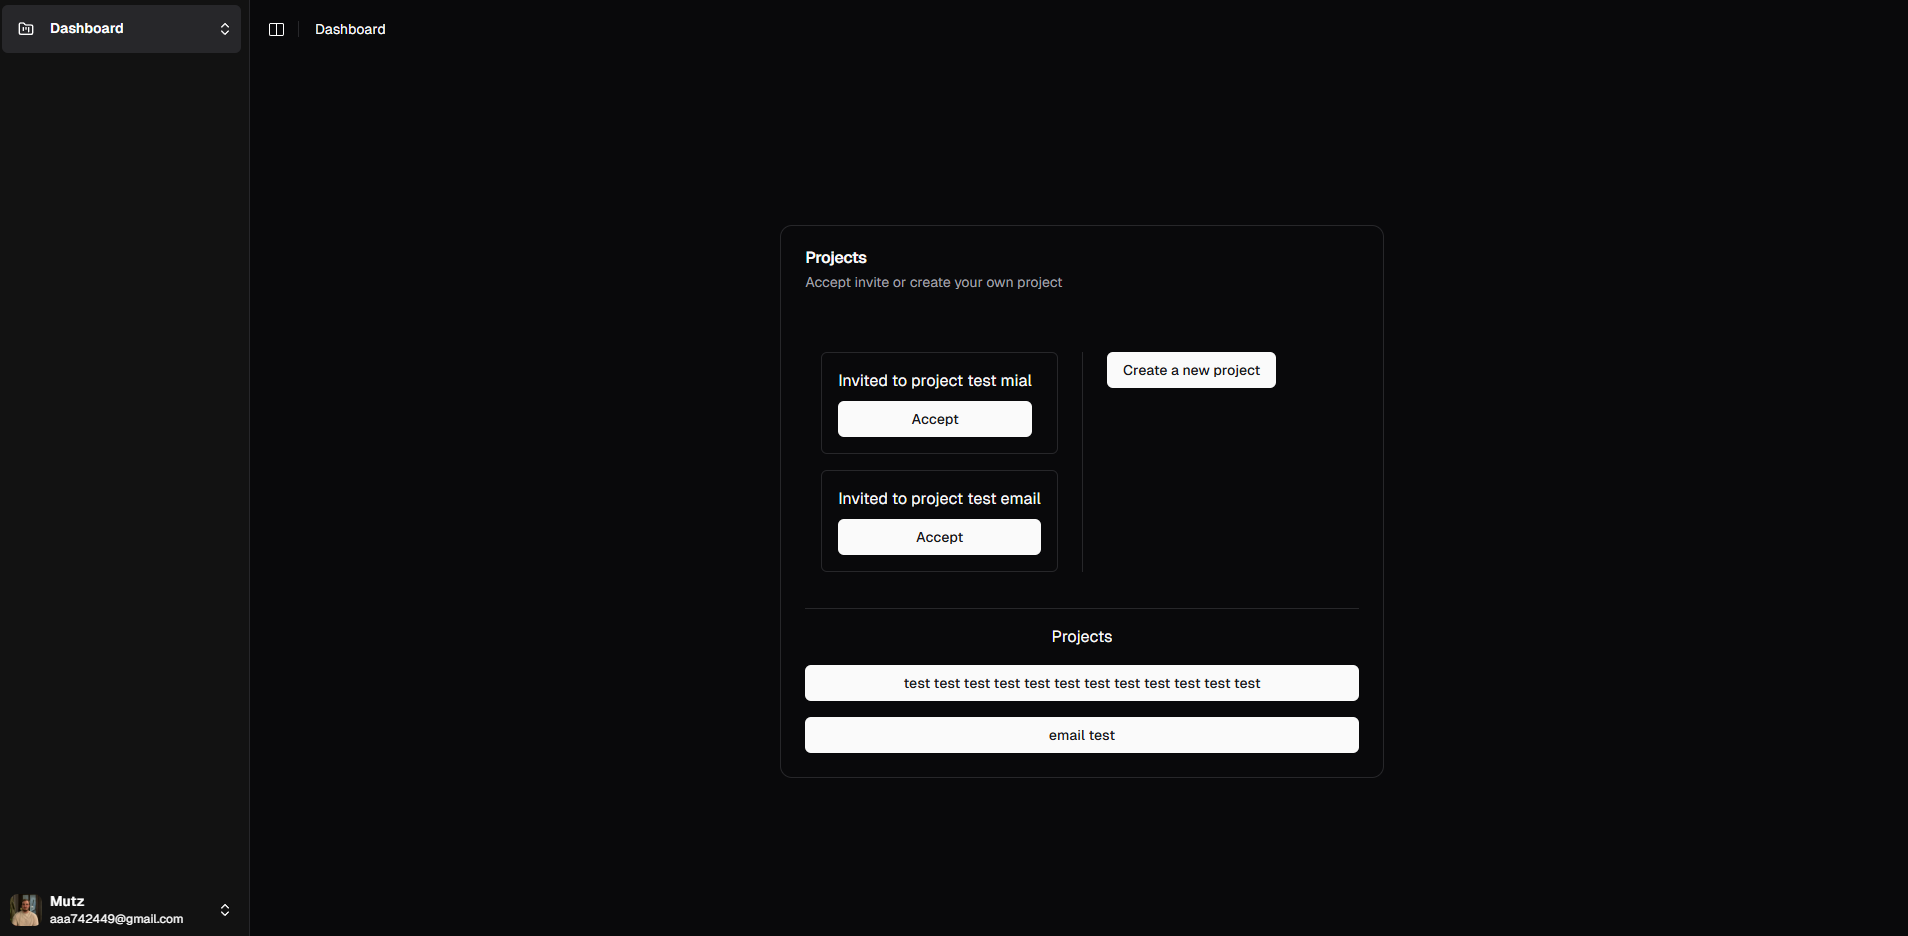 Dashboard
Dashboard
Projects
Accept invite or create your own project
Invited to project test mial
Accept
Create a new project
Invited to project test email
Accept
Projects
test test test test test test test test test test test test
email test
Mutz
aaa742449@gmail.com